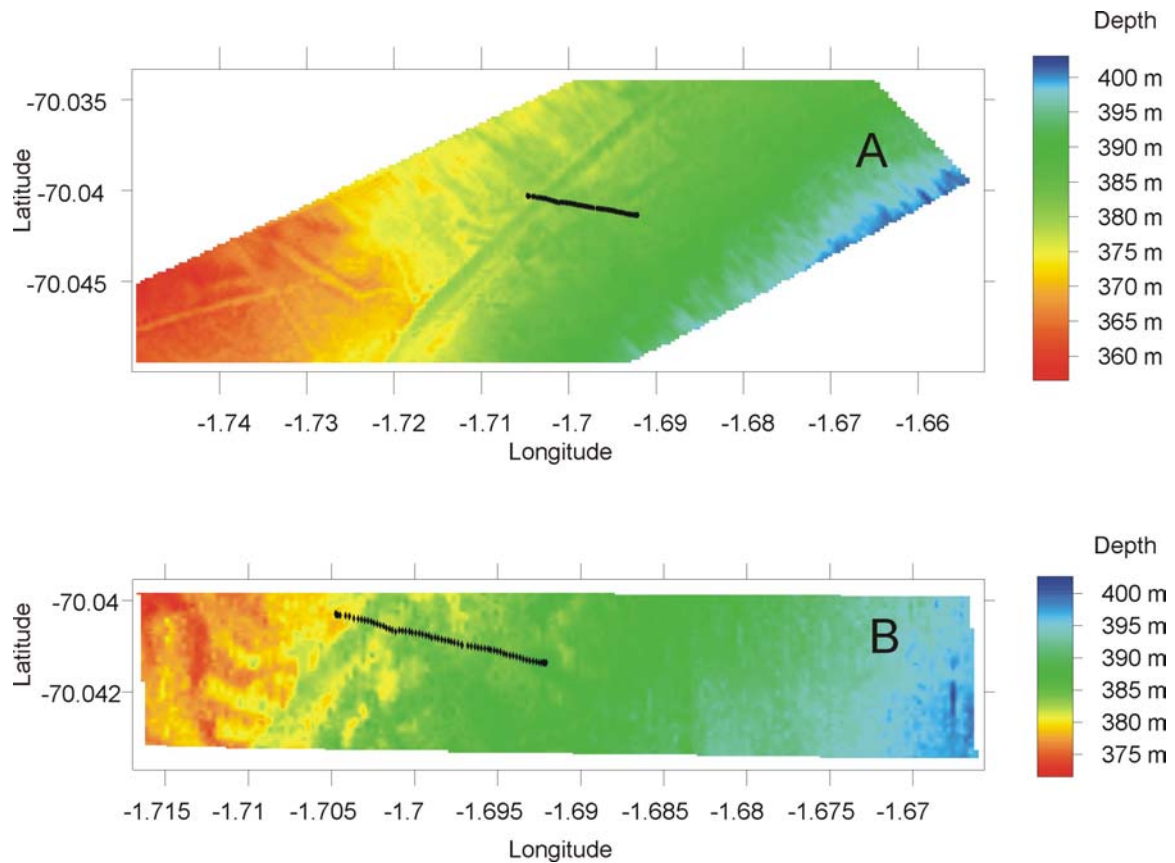 Depth
400 m
395 m
390 m
385 m
380 m
375 m
370 m
365 m
360 m
A
Latitude
-70.035
-70.04
-70.045
-1.74 -1.73 -1.72 -1.71 -1.7 -1.69 -1.68 -1.67 -1.66
Longitude
Depth
400 m
395 m
390 m
385 m
380 m
375 m
B
Latitude
-70.04
-70.042
-1.715 -1.71 -1.705 -1.7 -1.695 -1.69 -1.685 -1.68 -1.675 -1.67
Longitude